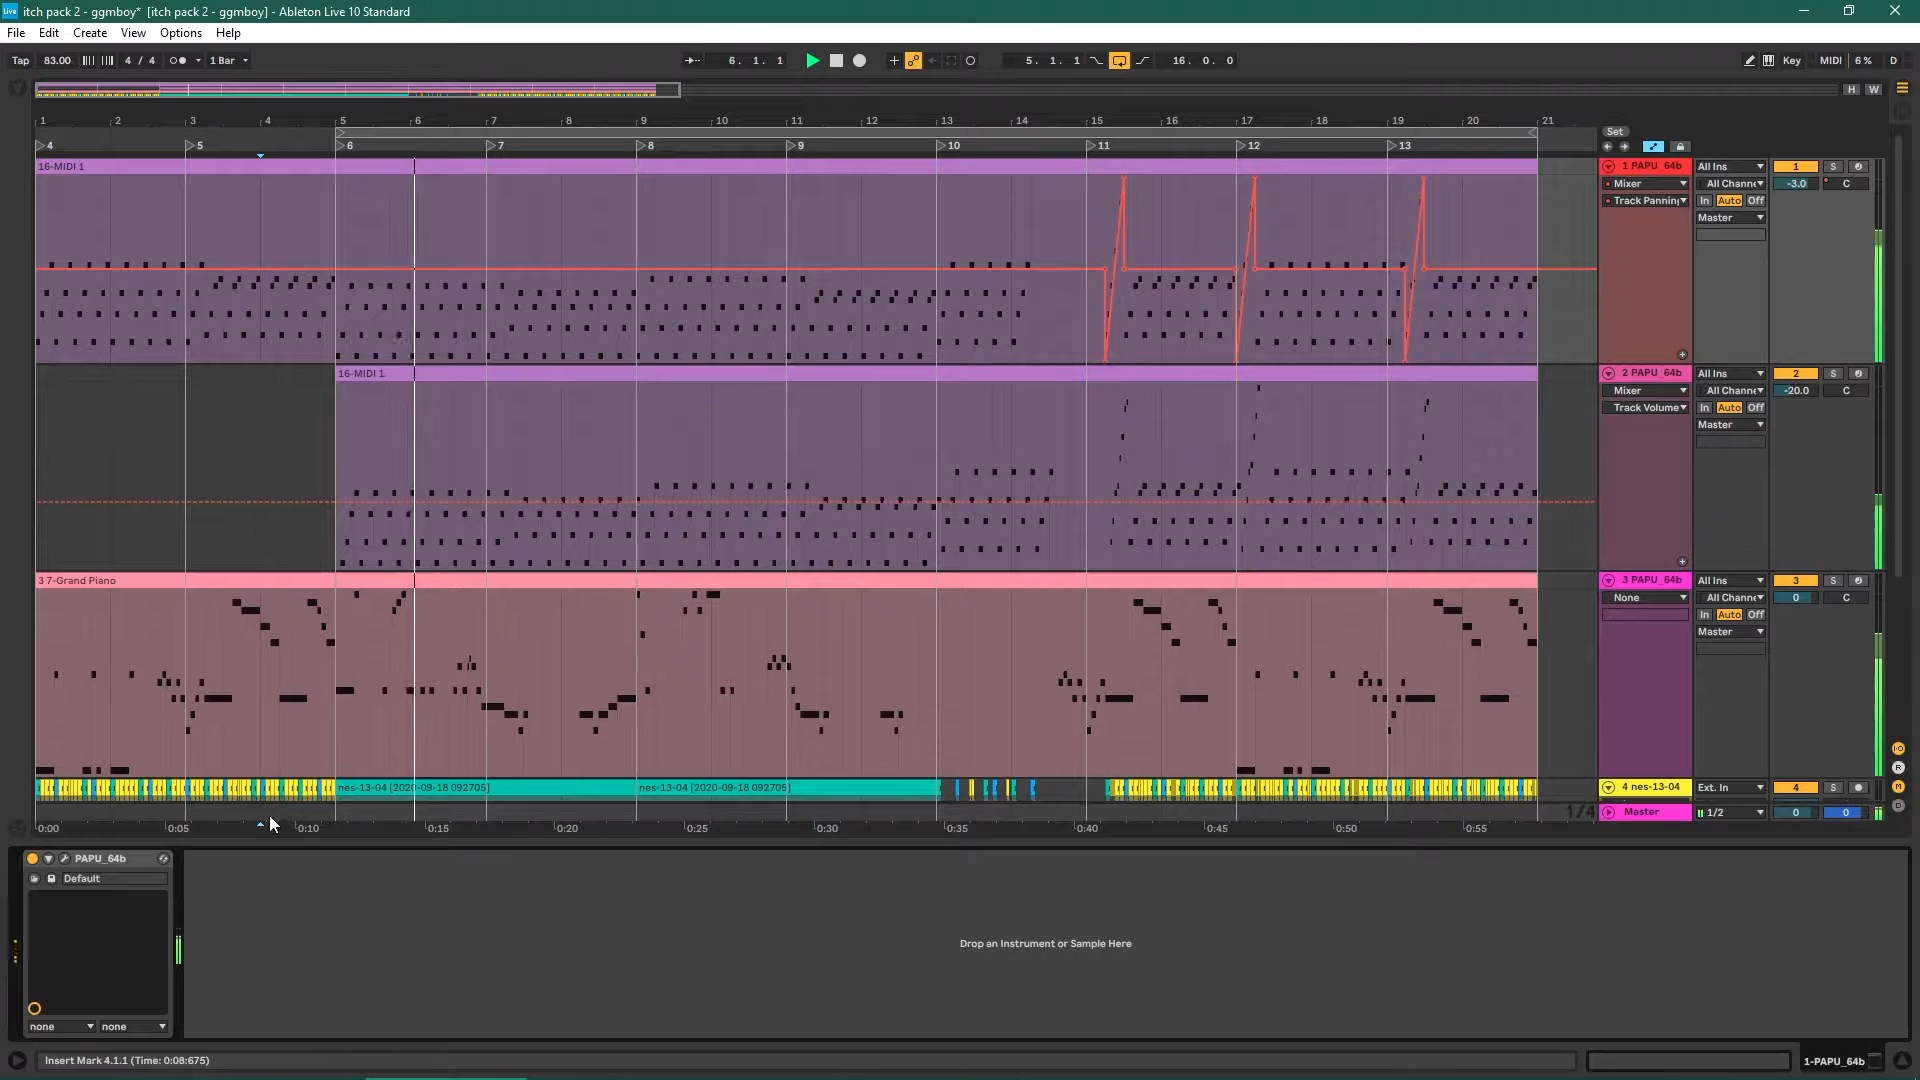 itch pack 2 - ggmboy* [itch pack 2 - ggmboy] - Ableton Live 10 Standard
File Edit Create View Options Help
Tap 83.00 4 / 4 1 Bar 6. 1. 1 5. 1. 1 16. 0. 0 Key MIDI 6 % D
H W
1 2 3 4 5 6 7 8 9 10 11 12 13 14 15 16 17 18 19 20 21
Set
4 5 6 7 8 9 10 11 12 13
16-MIDI 1
1 PAPU_64b All Ins 1 S
Mixer All Channe -3.0 C
Track Panning In Auto Off
Master
16-MIDI 1
2 PAPU_64b All Ins 2 S
Mixer All Channe -20.0 C
Track Volume In Auto Off
Master
3 7-Grand Piano
3 PAPU_64b All Ins 3 S
None All Channe 0 C
In Auto Off
Master
nes-13-04 [2020-09-18 092705] nes-13-04 [2020-09-18 092705]
4 nes-13-04 Ext. In 4 S
1/4 Master 1/2 0 0
0:00 0:05 0:10 0:15 0:20 0:25 0:30 0:35 0:40 0:45 0:50 0:55
PAPU_64b
Default
Drop an Instrument or Sample Here
none none
Insert Mark 4.1.1 (Time: 0:08:675)
1-PAPU_64b